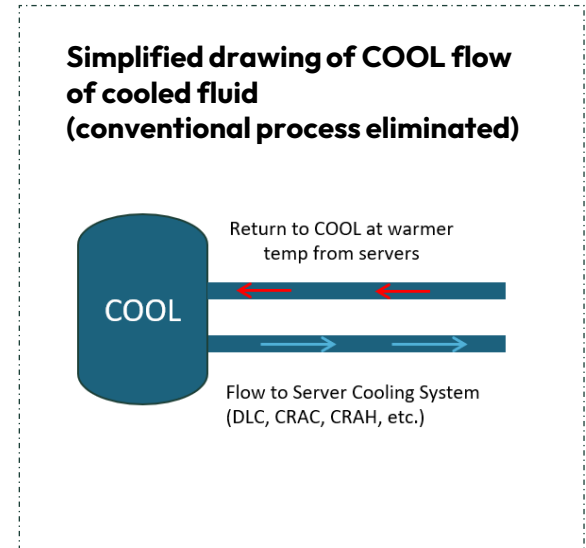 Simplified drawing of COOL flow
of cooled fluid
(conventional process eliminated)
Return to COOL at warmer
temp from servers
COOL
Flow to Server Cooling System
(DLC, CRAC, CRAH, etc.)